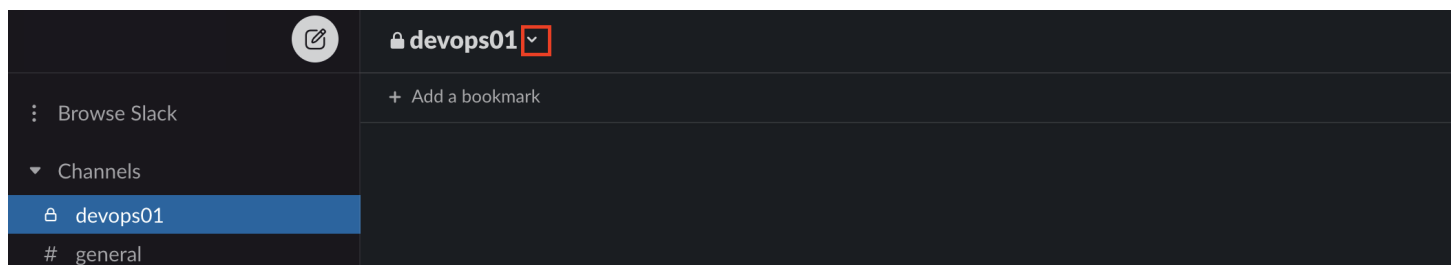 devops01
+ Add a bookmark
Browse Slack
Channels
devops01
# general